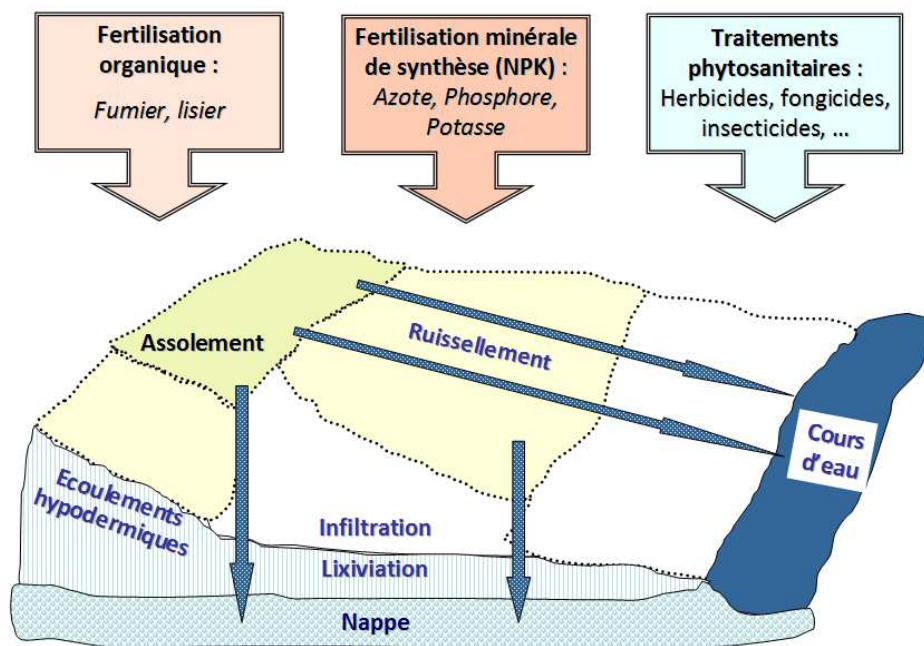 Fertilisation
organique :
Fumier, lisier
Fertilisation minérale
de synthèse (NPK) :
Azote, Phosphore,
Potasse
Traitements
phytosanitaires :
Herbicides, fongicides,
insecticides, ...
Assolement
Ruissellement
Cours
d'eau
Ecoulements
hypodermiques
Infiltration
Lixiviation
Nappe